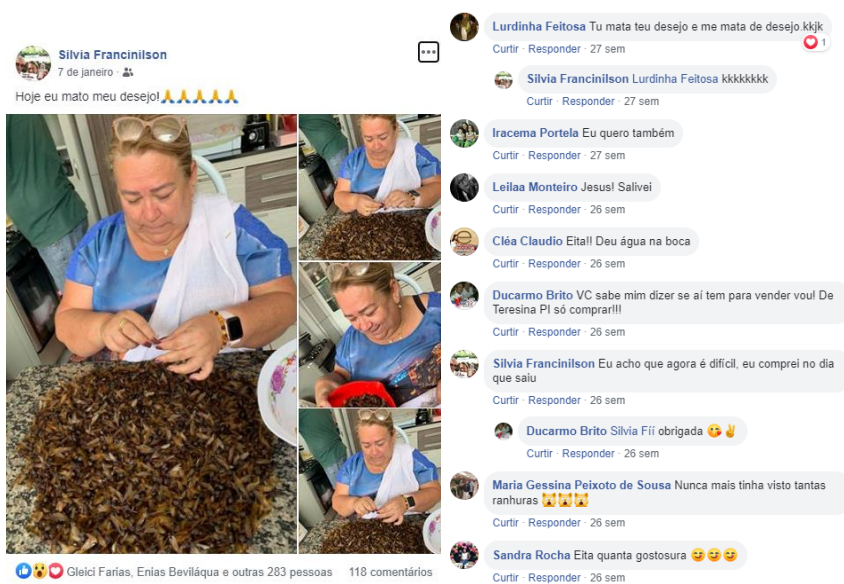 Silvia Francinilson
7 de janeiro ·
Hoje eu mato meu desejo!🙏🙏🙏🙏🙏
Gleici Farias, Enias Beviláqua e outras 283 pessoas 118 comentários
Lurdinha Feitosa Tu mata teu desejo e me mata de desejo.kkjk
1
Curtir · Responder · 27 sem
Silvia Francinilson Lurdinha Feitosa kkkkkkkk
Curtir · Responder · 27 sem
Iracema Portela Eu quero também
Curtir · Responder · 27 sem
Leilaa Monteiro Jesus! Salivei
Curtir · Responder · 26 sem
Cléa Claudio Eita!! Deu água na boca
Curtir · Responder · 26 sem
Ducarmo Brito VC sabe mim dizer se aí tem para vender vou! De
Teresina PI só comprar!!!
Curtir · Responder · 26 sem
Silvia Francinilson Eu acho que agora é difícil, eu comprei no dia
que saiu
Curtir · Responder · 26 sem
Ducarmo Brito Silvia Fíí obrigada 😘✌
Curtir · Responder · 26 sem
Maria Gessina Peixoto de Sousa Nunca mais tinha visto tantas
ranhuras 🙀🙀🙀
Curtir · Responder · 26 sem
Sandra Rocha Eita quanta gostosura 😋😋😋
Curtir · Responder · 26 sem